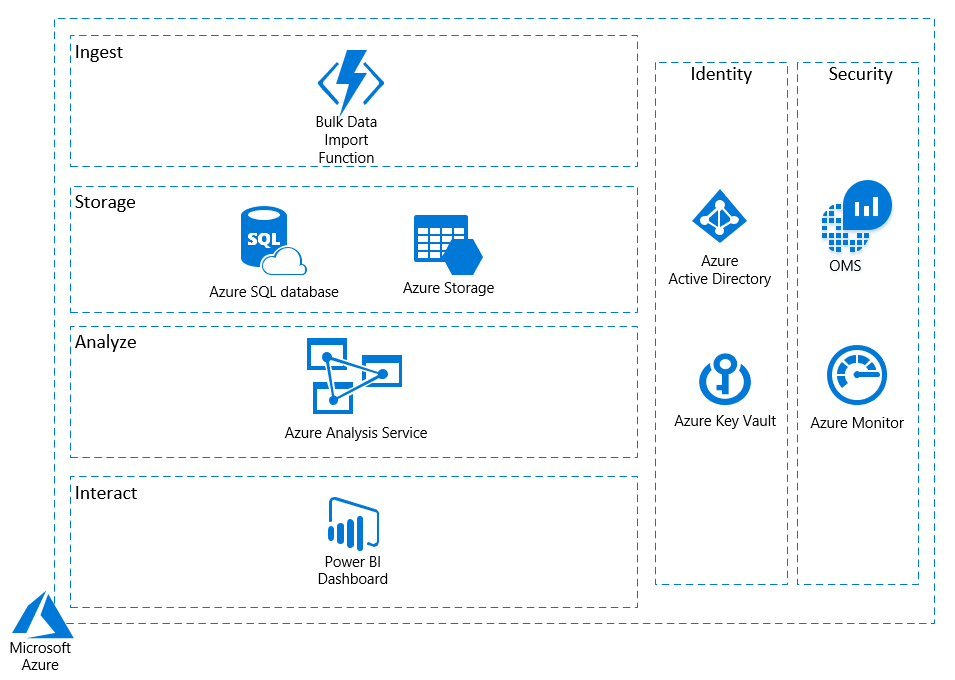 Ingest
Bulk Data
Import
Function
Storage
SQL
Azure SQL database
Azure Storage
Analyze
Azure Analysis Service
Interact
Power BI
Dashboard
Identity
Azure
Active Directory
Azure Key Vault
Security
OMS
Azure Monitor
Microsoft
Azure